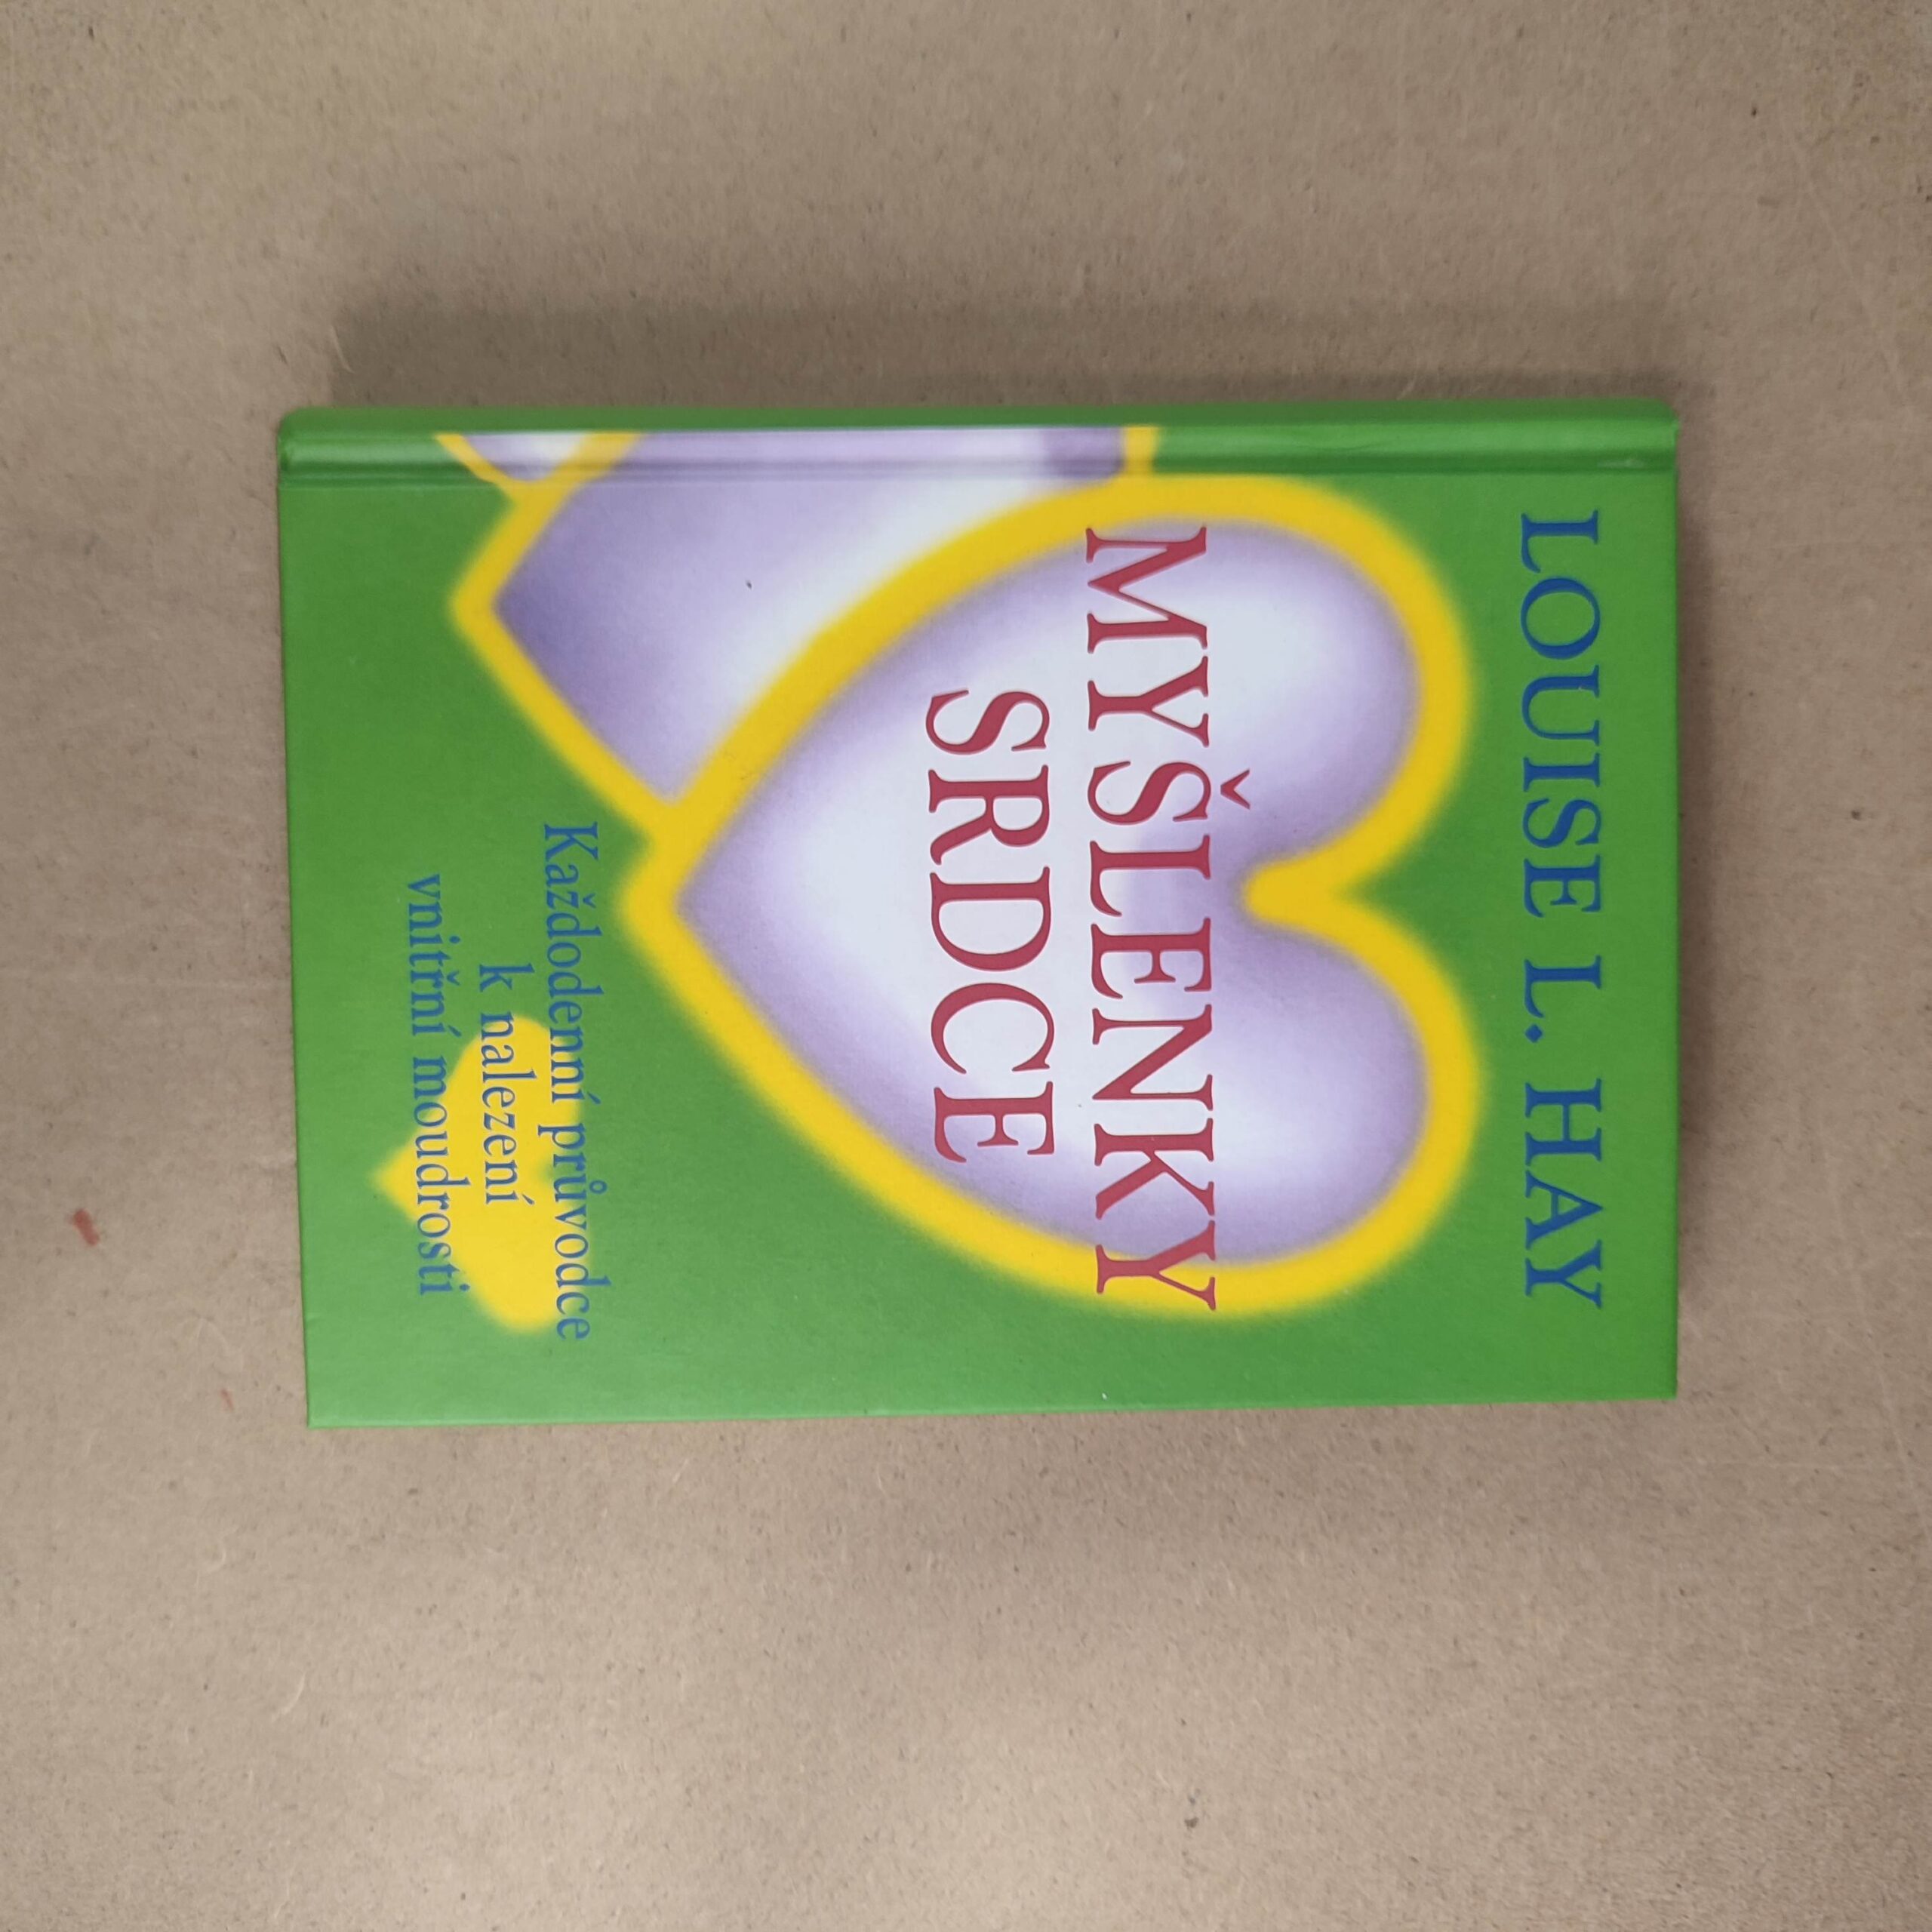 LOUISE L. HAY
MYŠLENKY
SRDCE
Každodenní průvodce
k nalezení
vnitřní moudrosti